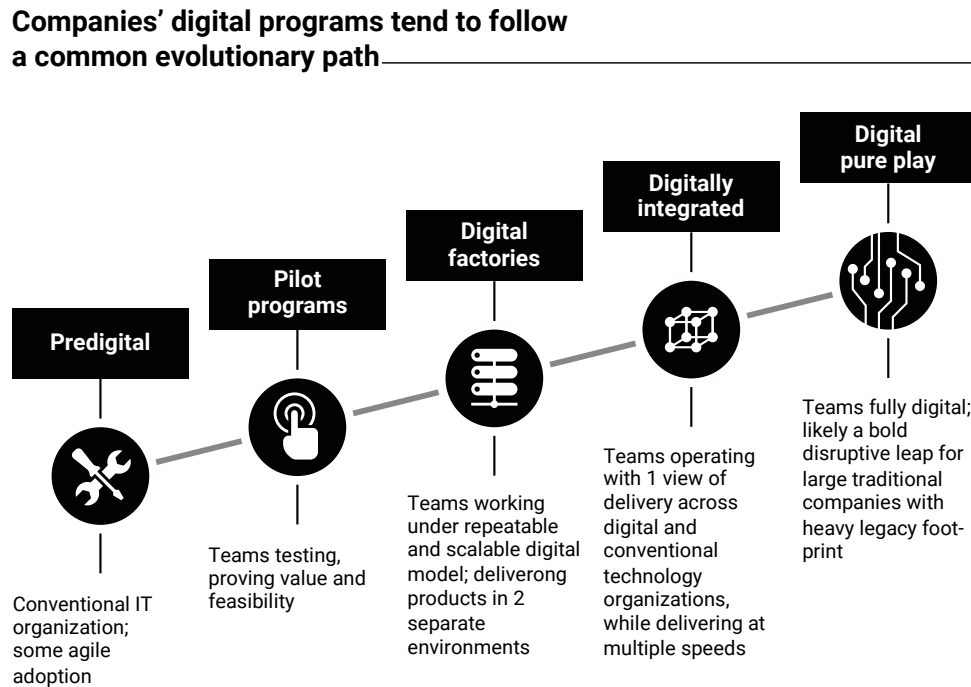 Companies’ digital programs tend to follow
a common evolutionary path
Predigital
Conventional IT
organization;
some agile
adoption
Pilot
programs
Teams testing,
proving value and
feasibility
Digital
factories
Teams working
under repeatable
and scalable digital
model; deliverong
products in 2
separate
environments
Digitally
integrated
Teams operating
with 1 view of
delivery across
digital and
conventional
technology
organizations,
while delivering at
multiple speeds
Digital
pure play
Teams fully digital;
likely a bold
disruptive leap for
large traditional
companies with
heavy legacy foot-
print